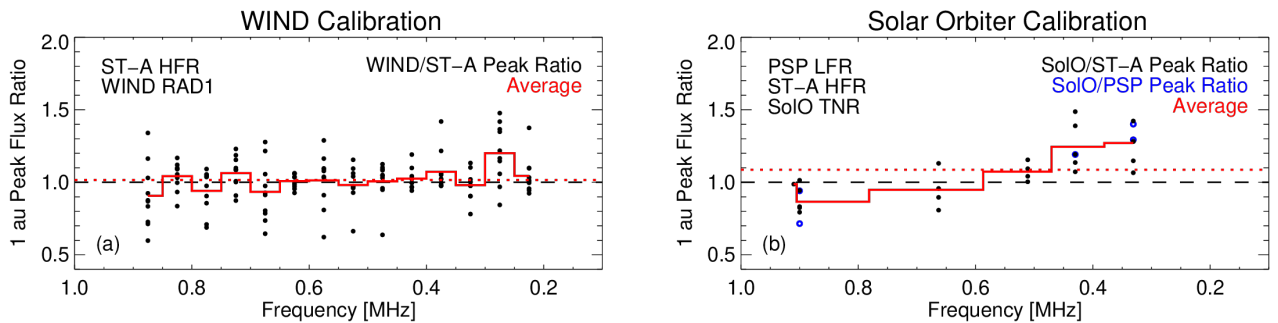 WIND Calibration
2.0
ST−A HFR
WIND/ST−A Peak Ratio
WIND RAD1
Average
1.5
1.0
0.5
(a)
1 au Peak Flux Ratio
1.0
0.8
0.6
0.4
0.2
Frequency [MHz]
Solar Orbiter Calibration
2.0
PSP LFR
SolO/ST−A Peak Ratio
ST−A HFR
SolO/PSP Peak Ratio
SolO TNR
Average
1.5
1.0
0.5
(b)
1 au Peak Flux Ratio
1.0
0.8
0.6
0.4
0.2
Frequency [MHz]